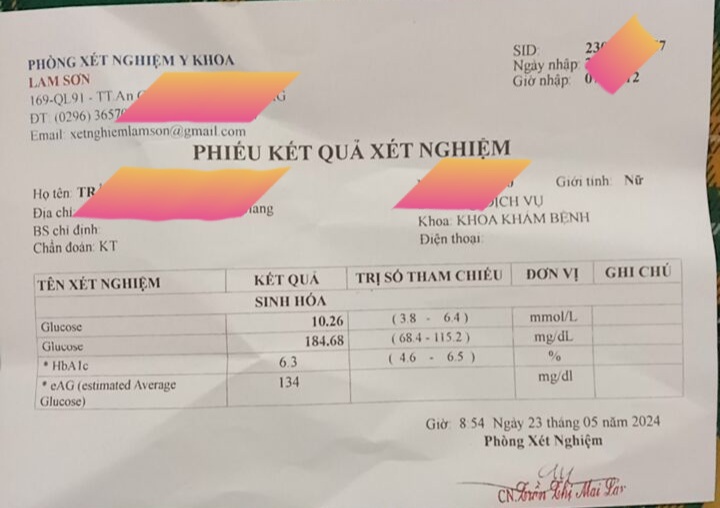 PHÒNG XÉT NGHIỆM Y KHOA
LAM SƠN
169-QL91 - TT.An
ĐT: (0296) 3657
Email: xetnghiemlamson@gmail.com
SID:
Ngày nhập:
Giờ nhập:
PHIẾU KẾT QUẢ XÉT NGHIỆM
Họ tên: TR
Giới tính: Nữ
Địa chỉ:
DỊCH VỤ
BS chỉ định:
Khoa: KHOA KHÁM BỆNH
Chẩn đoán: KT
Điện thoại:
TÊN XÉT NGHIỆM KẾT QUẢ TRỊ SỐ THAM CHIẾU ĐƠN VỊ GHI CHÚ
SINH HÓA
Glucose 10.26 ( 3.8 - 6.4 ) mmol/L
Glucose 184.68 ( 68.4 - 115.2 ) mg/dL
* HbA1c 6.3 ( 4.6 - 6.5 ) %
* eAG (estimated Average Glucose) 134 mg/dl
Giờ: 8 54 Ngày 23 tháng 05 năm 2024
Phòng Xét Nghiệm
CN.Trần Thị Mai